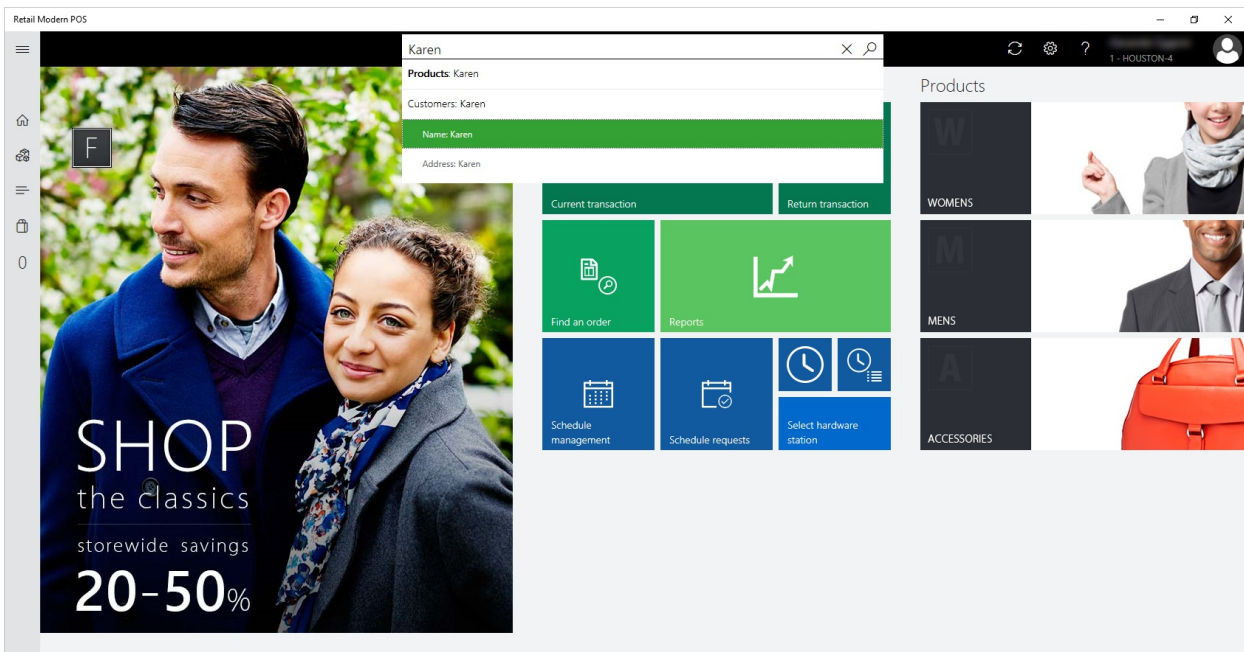 Retail Modern POS
Karen
?
1 - HOUSTON-4
Products: Karen
Customers: Karen
Name: Karen
Address: Karen
0
F
SHOP
the classics
storewide savings
20-50%
Current transaction
Return transaction
Find an order
Reports
Schedule
management
Schedule requests
Select hardware
station
Products
W
WOMENS
M
MENS
A
ACCESSORIES